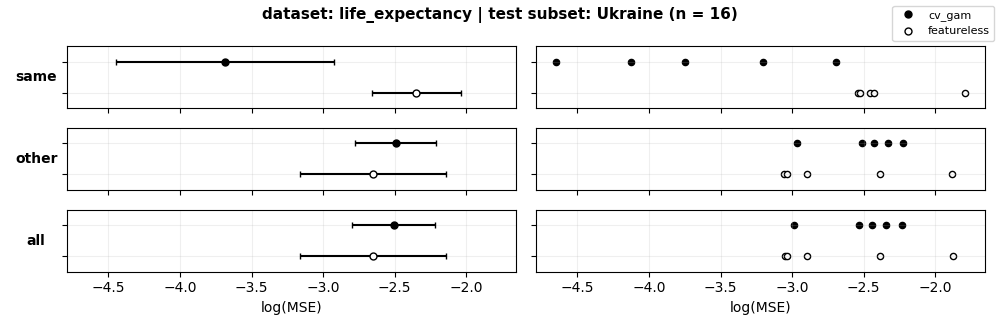 dataset: life_expectancy | test subset: Ukraine (n = 16)
cv_gam
featureless
same
other
all
−4.5 −4.0 −3.5 −3.0 −2.5 −2.0
−4.5 −4.0 −3.5 −3.0 −2.5 −2.0
log(MSE)
log(MSE)